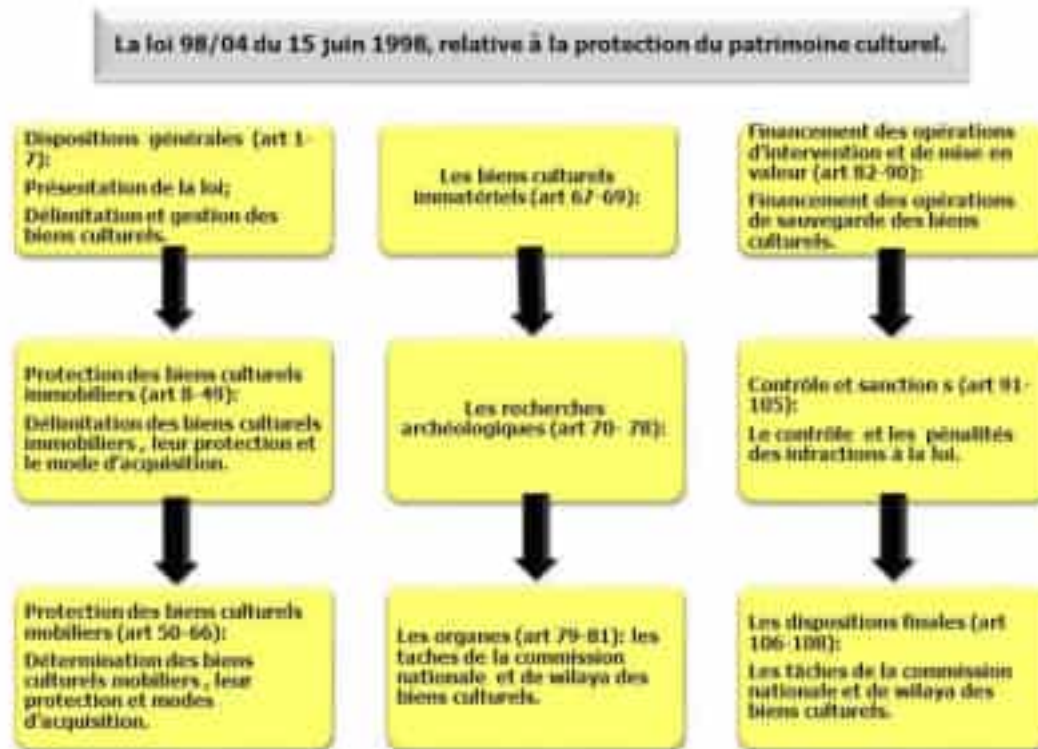 La loi 98/04 du 15 juin 1998, relative à la protection du patrimoine culturel.
Dispositions générales (art 1-
7):
Présentation de la loi;
Délimitation et gestion des
biens culturels.
Protection des biens culturels
immobiliers (art 8-49):
Délimitation des biens culturels
immobiliers , leur protection et
le mode d'acquisition.
Protection des biens culturels
mobiliers (art 50-66):
Détermination des biens
culturels mobiliers , leur
protection et modes
d'acquisition.
Les biens culturels
immatériels (art 67-69):
Les recherches
archéologiques (art 70- 78):
Les organes (art 79-81): les
taches de la commission
nationale et de wilaya des
biens culturels.
Financement des opérations
d'intervention et de mise en
valeur (art 82-90):
Financement des opérations
de sauvegarde des biens
culturels.
Contrôle et sanction s (art 91-
105):
Le contrôle et les pénalités
des infractions à la loi.
Les dispositions finales (art
106-108):
Les tâches de la commission
nationale et de wilaya des
biens culturels.